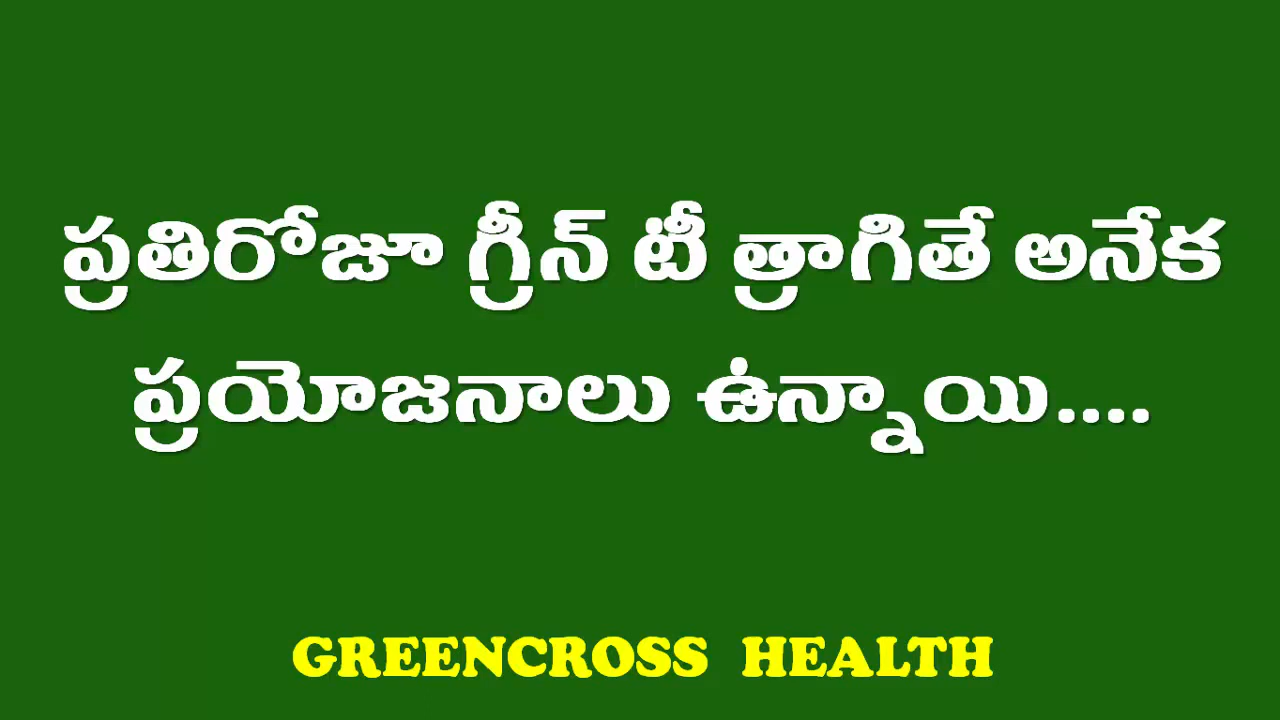 ప్రతిరోజూ గ్రీన్ టీ త్రాగితే అనేక
ప్రయోజనాలు ఉన్నాయి....
GREENCROSS HEALTH